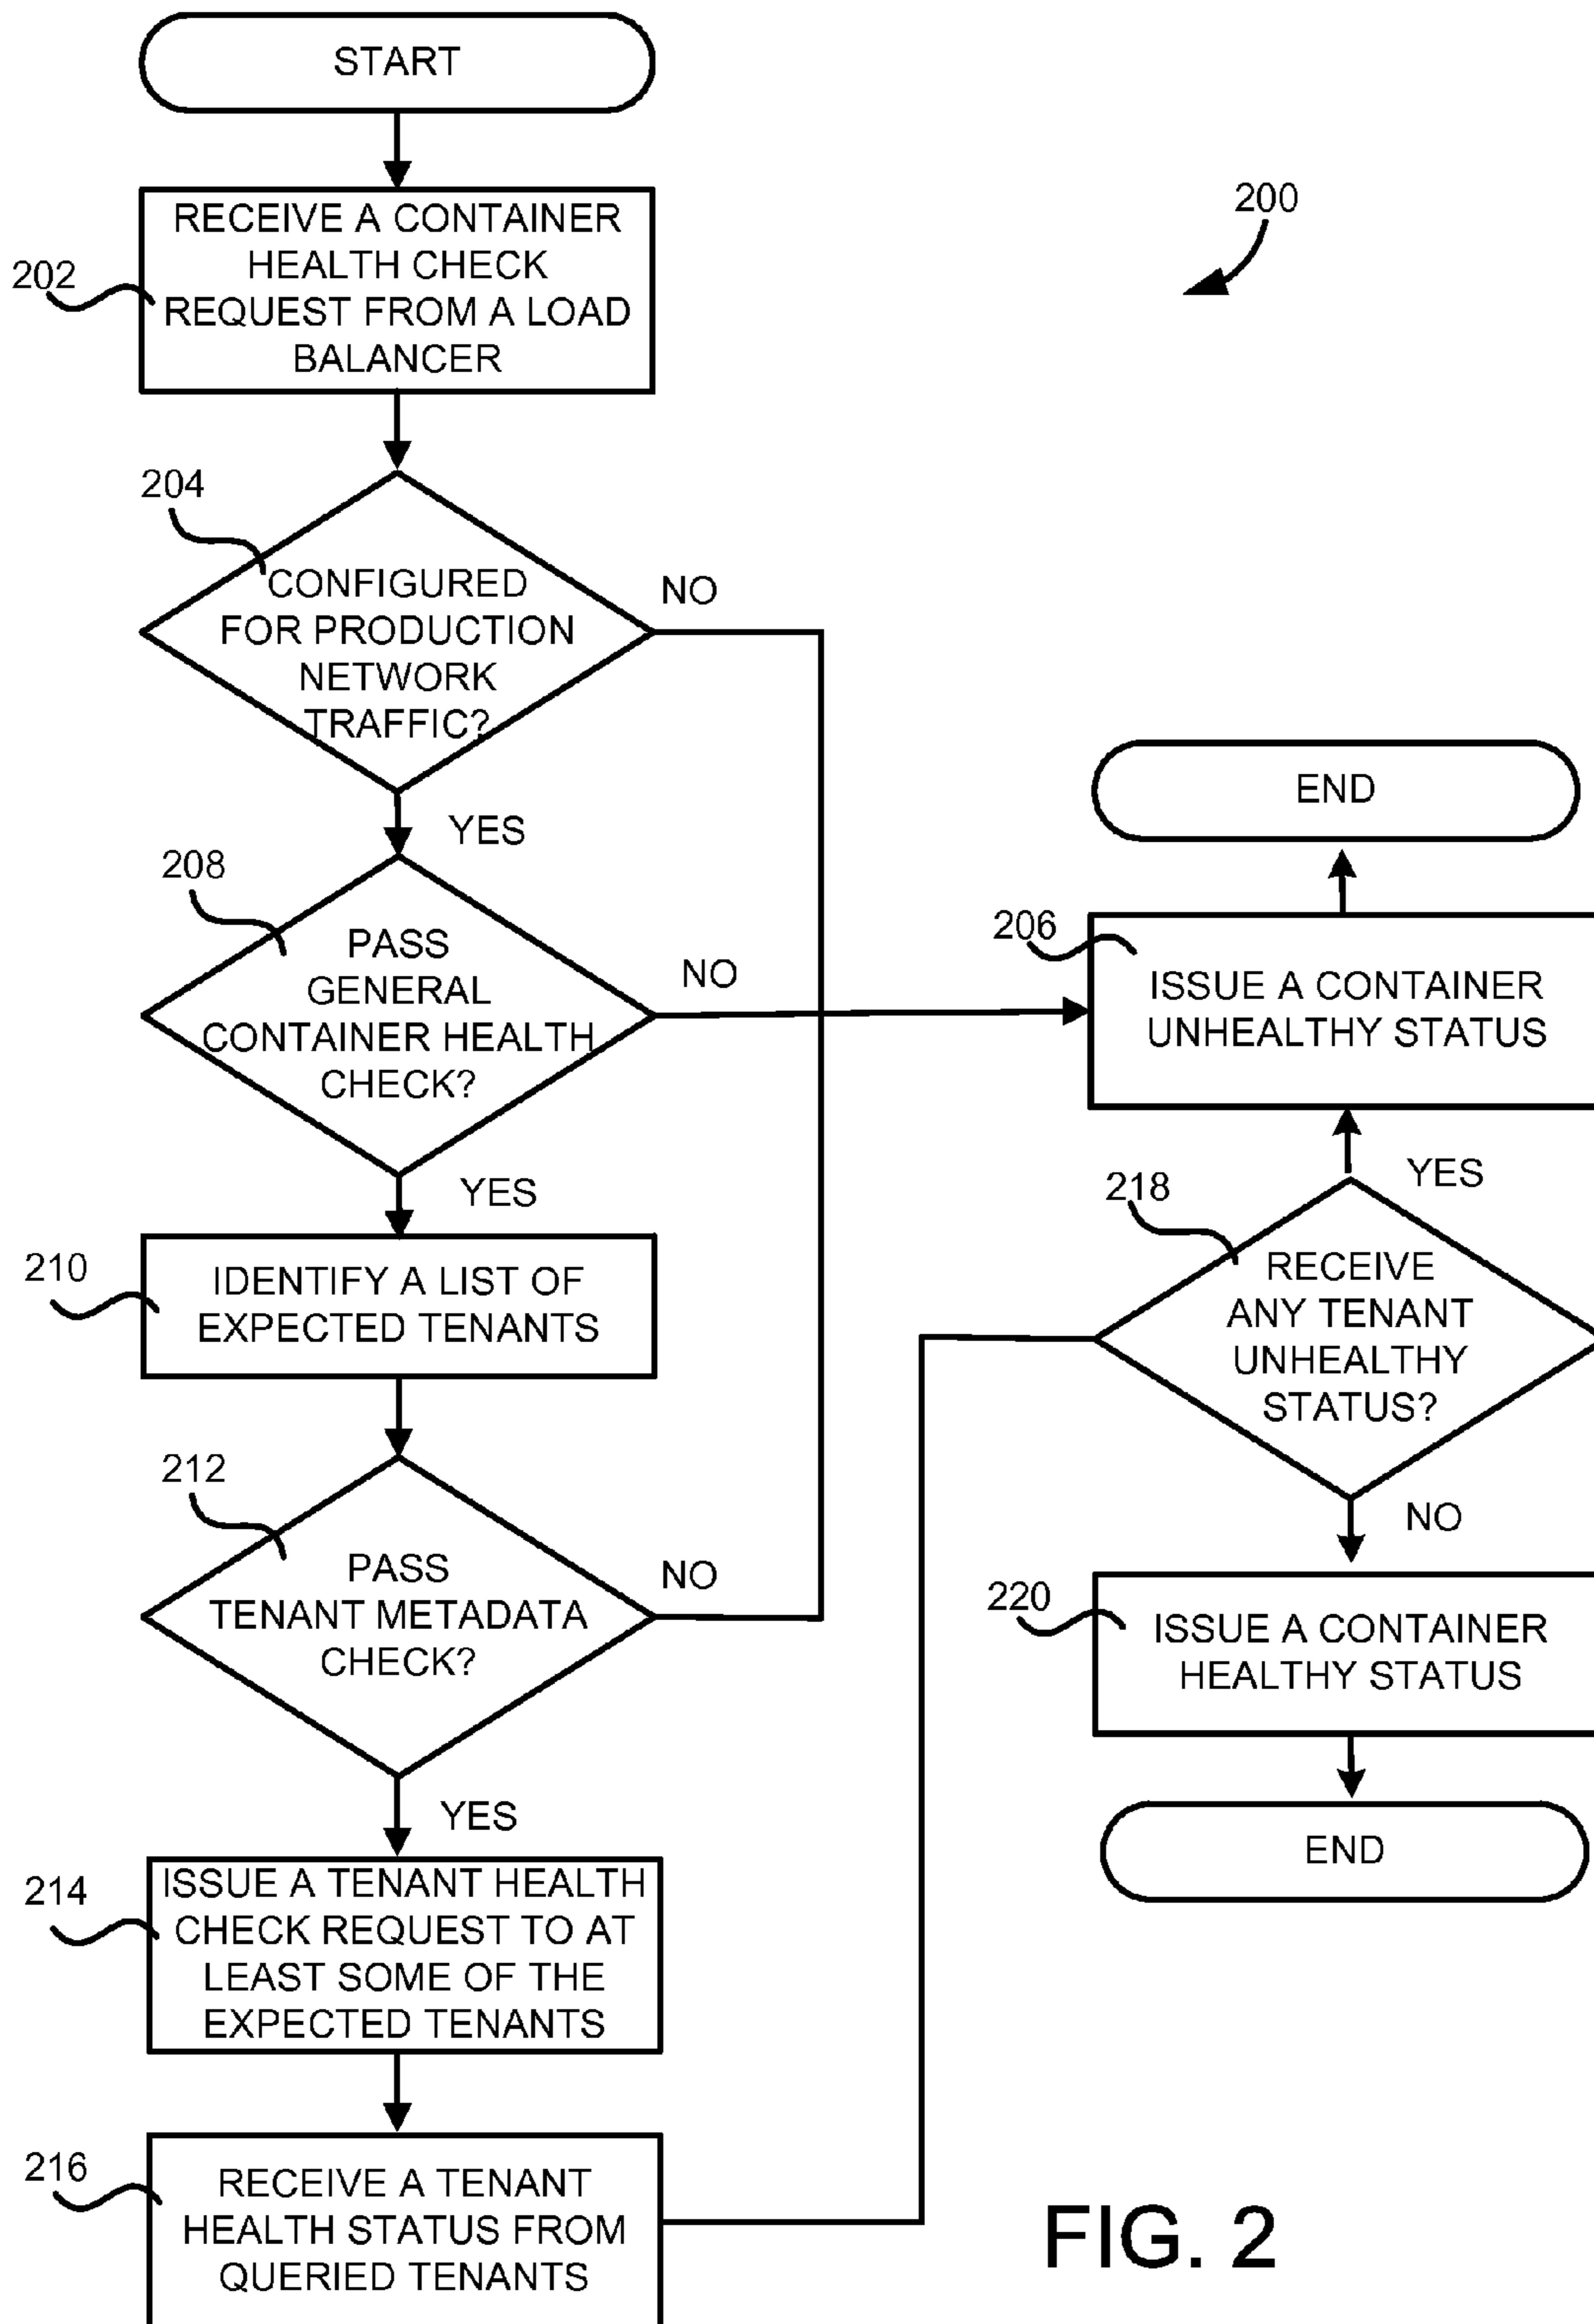 START
200
202
RECEIVE A CONTAINER
HEALTH CHECK
REQUEST FROM A LOAD
BALANCER
204
CONFIGURED
FOR PRODUCTION
NETWORK
TRAFFIC?
NO
YES
208
PASS
GENERAL
CONTAINER HEALTH
CHECK?
NO
YES
210
IDENTIFY A LIST OF
EXPECTED TENANTS
212
PASS
TENANT METADATA
CHECK?
NO
YES
214
ISSUE A TENANT HEALTH
CHECK REQUEST TO AT
LEAST SOME OF THE
EXPECTED TENANTS
216
RECEIVE A TENANT
HEALTH STATUS FROM
QUERIED TENANTS
END
206
ISSUE A CONTAINER
UNHEALTHY STATUS
YES
218
RECEIVE
ANY TENANT
UNHEALTHY
STATUS?
NO
220
ISSUE A CONTAINER
HEALTHY STATUS
END
FIG. 2